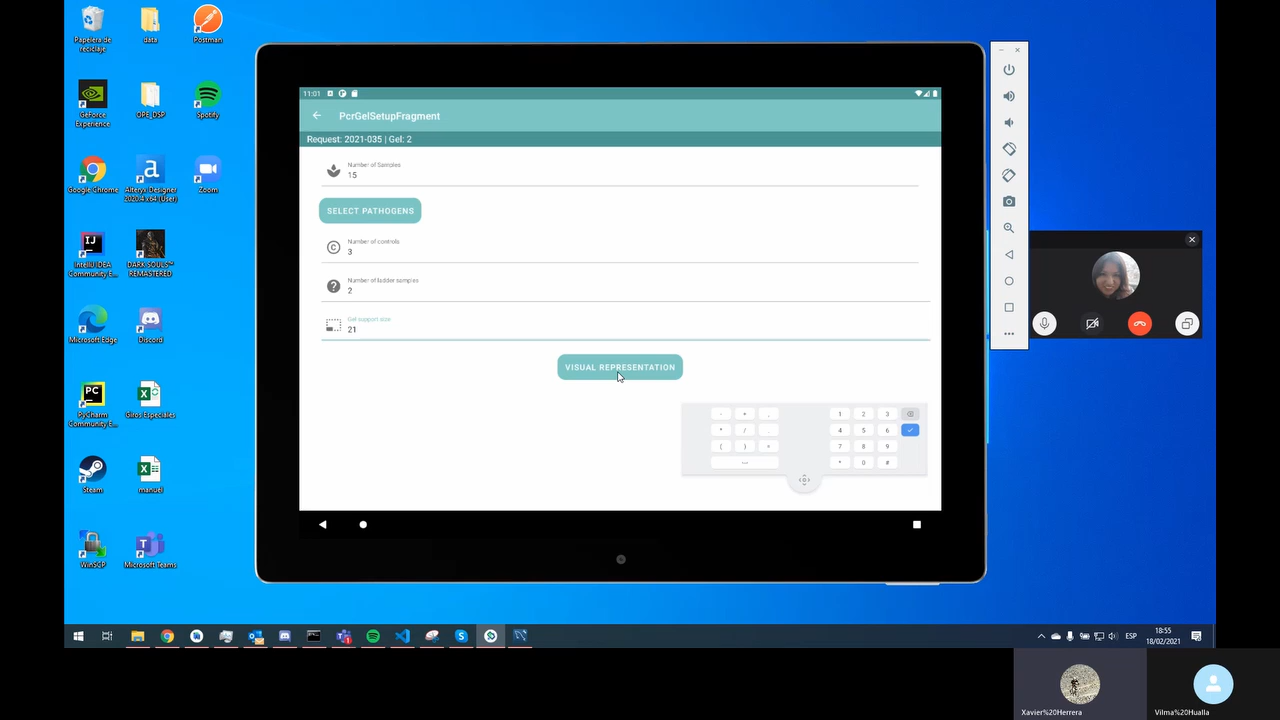 Papelera de
reciclaje
data
Postman
GeForce
Experience
OPE_DSP
Spotify
Google Chrome
Alteryx Designer
2020.4 x64 (User)
Zoom
IntelliJ IDEA
Community E...
DARK SOULS™
REMASTERED
Microsoft Edge
Discord
PyCharm
Community E...
Giros Especiales
Steam
manuel
WinSCP
Microsoft Teams
11:01
PcrGelSetupFragment
Request: 2021-035 | Gel: 2
Number of Samples
15
SELECT PATHOGENS
Number of controls
3
Number of ladder samples
2
Gel support size
21
VISUAL REPRESENTATION
- + , 1 2 3
* / . 4 5 6
( ) = 7 8 9
* 0 #
ESP
18:55
18/02/2021
Xavier%20Herrera
Vilma%20Hualla